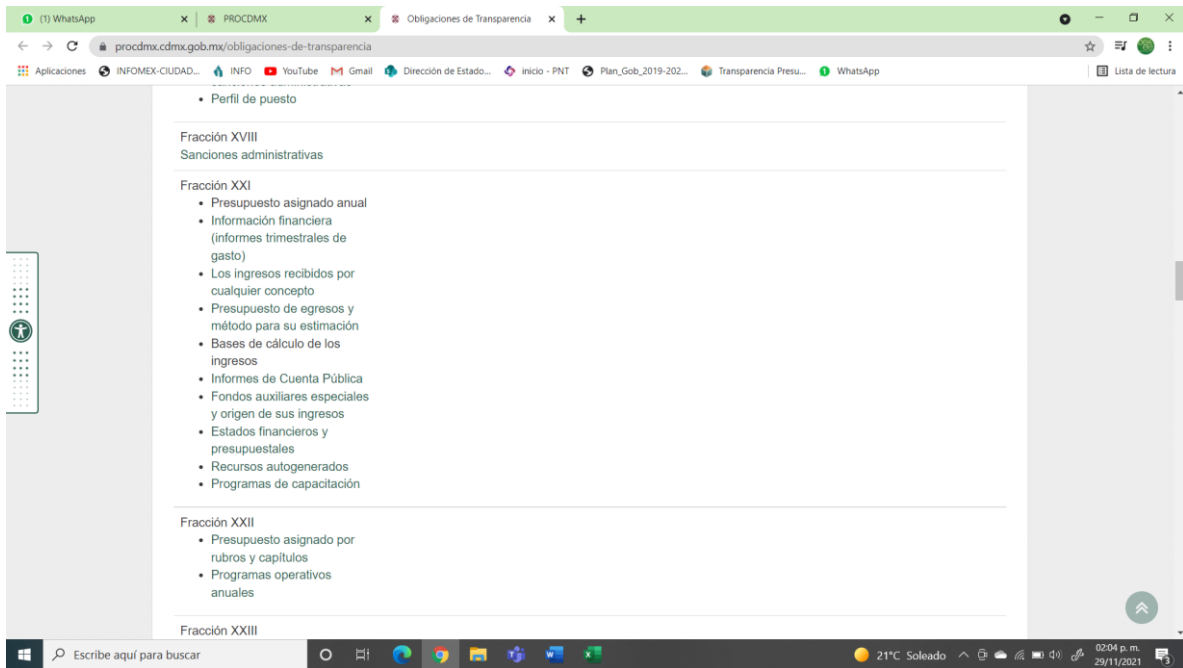 (1) WhatsApp
PROCDMX
Obligaciones de Transparencia
procdmx.cdmx.gob.mx/obligaciones-de-transparencia
Aplicaciones
INFOMEX-CIUDAD...
INFO
YouTube
Gmail
Dirección de Estado...
inicio - PNT
Plan_Gob_2019-202...
Transparencia Presu...
WhatsApp
Lista de lectura
• Perfil de puesto
Fracción XVIII
Sanciones administrativas
Fracción XXI
• Presupuesto asignado anual
• Información financiera
(informes trimestrales de
gasto)
• Los ingresos recibidos por
cualquier concepto
• Presupuesto de egresos y
método para su estimación
• Bases de cálculo de los
ingresos
• Informes de Cuenta Pública
• Fondos auxiliares especiales
y origen de sus ingresos
• Estados financieros y
presupuestales
• Recursos autogenerados
• Programas de capacitación
Fracción XXII
• Presupuesto asignado por
rubros y capítulos
• Programas operativos
anuales
Fracción XXIII
Escribe aquí para buscar
21°C Soleado
02:04 p. m.
29/11/2021
3